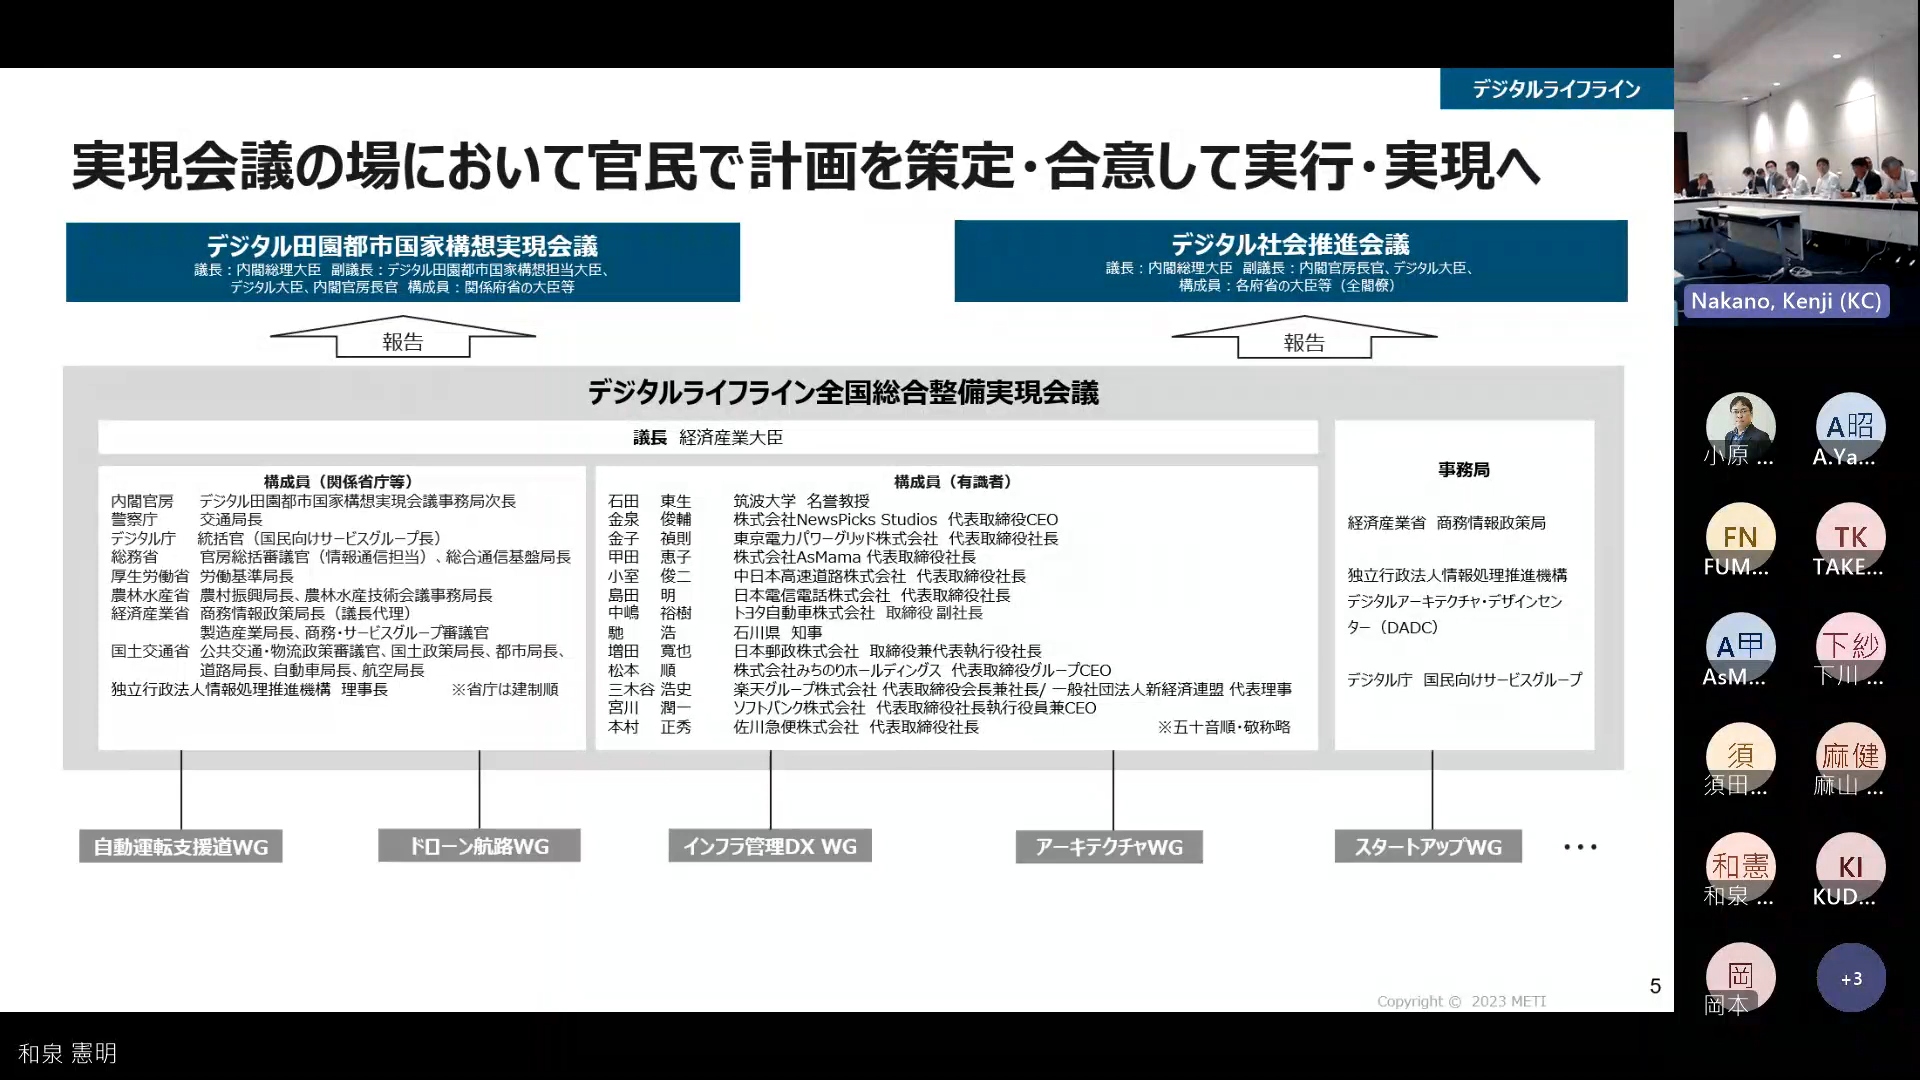 デジタルライフライン
実現会議の場において官民で計画を策定・合意して実行・実現へ
デジタル田園都市国家構想実現会議
議長：内閣総理大臣　副議長：デジタル田園都市国家構想担当大臣、
デジタル大臣、内閣官房長官　構成員：関係府省の大臣等
デジタル社会推進会議
議長：内閣総理大臣　副議長：内閣官房長官、デジタル大臣、
構成員：各府省の大臣等（全閣僚）
報告
報告
デジタルライフライン全国総合整備実現会議
議長　経済産業大臣
構成員（関係省庁等）
内閣官房　デジタル田園都市国家構想実現会議事務局次長
警察庁　交通局長
デジタル庁　統括官（国民向けサービスグループ長）
総務省　官房総括審議官（情報通信担当）、総合通信基盤局長
厚生労働省　労働基準局長
農林水産省　農村振興局長、農林水産技術会議事務局長
経済産業省　商務情報政策局長（議長代理）
製造産業局長、商務・サービスグループ審議官
国土交通省　公共交通・物流政策審議官、国土政策局長、都市局長、
道路局長、自動車局長、航空局長
独立行政法人情報処理推進機構　理事長　※省庁は建制順
構成員（有識者）
石田　東生　筑波大学　名誉教授
金泉　俊輔　株式会社NewsPicks Studios　代表取締役CEO
金子　禎則　東京電力パワーグリッド株式会社　代表取締役社長
甲田　恵子　株式会社AsMama 代表取締役社長
小室　俊二　中日本高速道路株式会社　代表取締役社長
島田　明　日本電信電話株式会社　代表取締役社長
中嶋　裕樹　トヨタ自動車株式会社　取締役 副社長
馳　浩　石川県　知事
増田　寬也　日本郵政株式会社　取締役兼代表執行役社長
松本　順　株式会社みちのりホールディングス　代表取締役グループCEO
三木谷 浩史　楽天グループ株式会社 代表取締役会長兼社長/ 一般社団法人新経済連盟 代表理事
宮川　潤一　ソフトバンク株式会社　代表取締役社長執行役員兼CEO
本村　正秀　佐川急便株式会社　代表取締役社長　※五十音順・敬称略
事務局
経済産業省　商務情報政策局
独立行政法人情報処理推進機構
デジタルアーキテクチャ・デザインセン
ター（DADC）
デジタル庁　国民向けサービスグループ
自動運転支援道WG
ドローン航路WG
インフラ管理DX WG
アーキテクチャWG
スタートアップWG
･･･
5
Copyright ©　2023 METI
和泉 憲明
Nakano, Kenji (KC)
小原 ...
A昭
A.Ya...
FN
FUM...
TK
TAKE...
A甲
AsM...
下紗
下川 ...
須
須田...
麻健
麻山 ...
和憲
和泉 ...
KI
KUD...
岡
岡本
+3